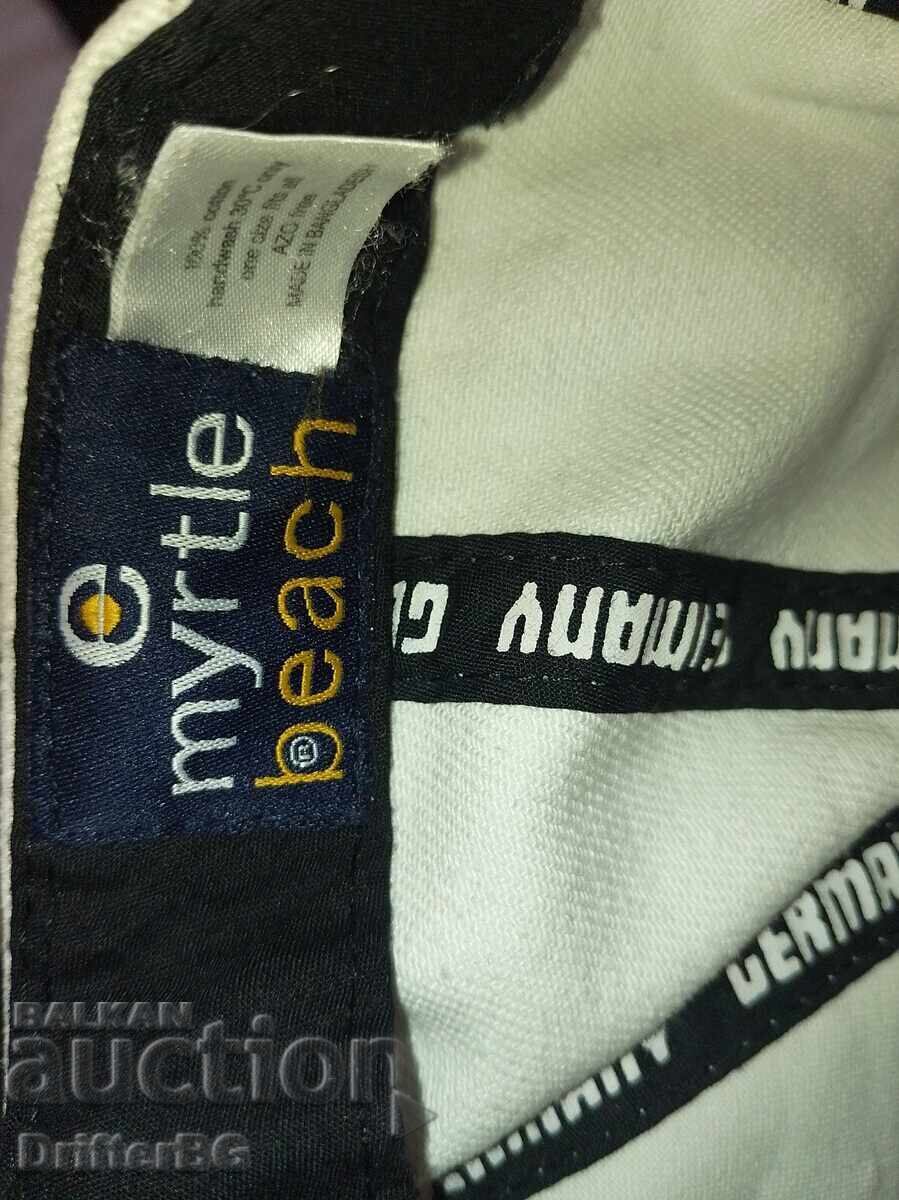 100% cotton
handwash 30°C only
one size fits all
AZO free
MADE IN BANGLADESH
myrtle
beach
®
GERMANY
GERMANY
BALKAN
auction
DrifterBG